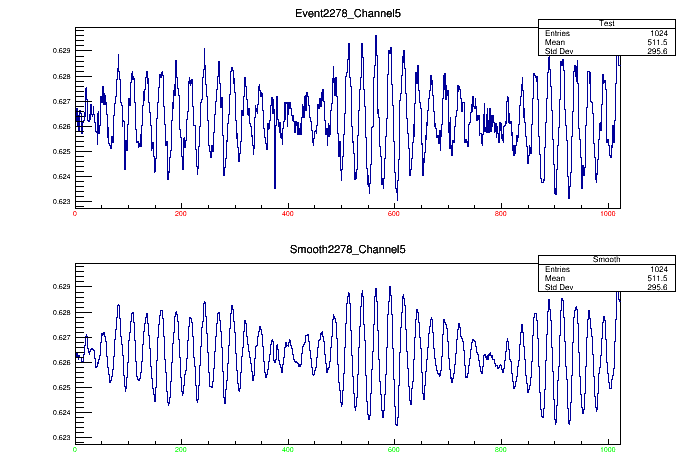 Event2278_Channel5
Test
Entries 1024
Mean 511.5
Std Dev 295.6
0.629
0.628
0.627
0.626
0.625
0.624
0.623
0 200 400 600 800 1000
Smooth2278_Channel5
Smooth
Entries 1024
Mean 511.5
Std Dev 295.6
0.629
0.628
0.627
0.626
0.625
0.624
0.623
0 200 400 600 800 1000